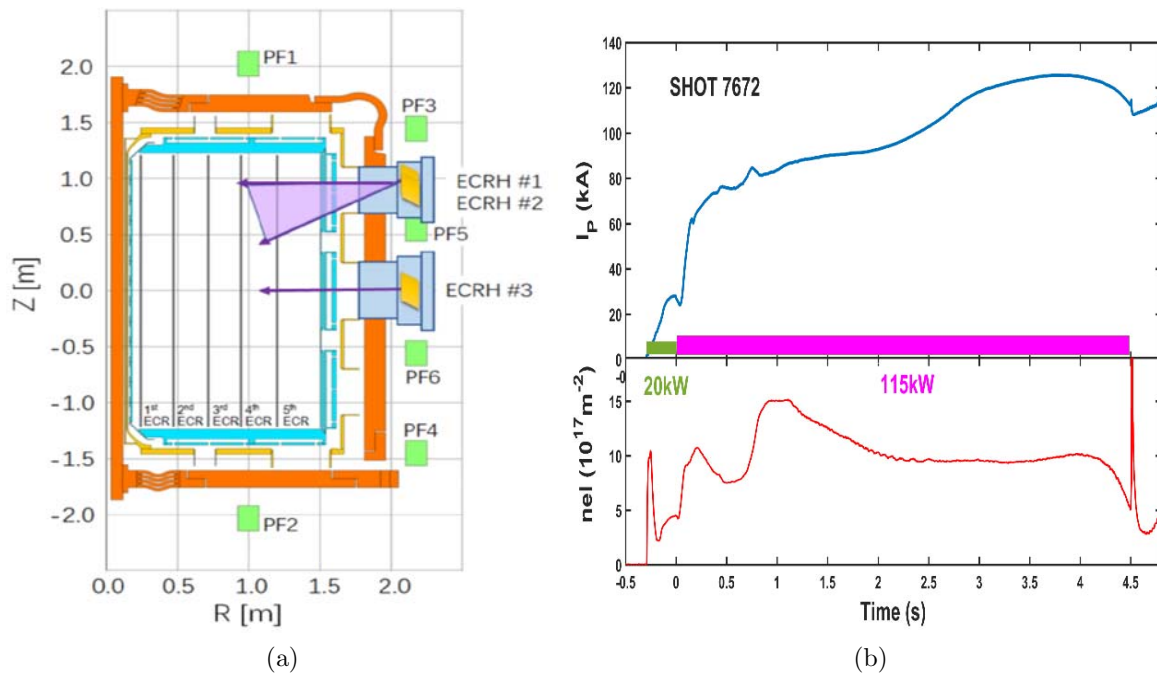 PF1
2.0
PF3
1.5
ECRH #1
1.0
ECRH #2
0.5
PF5
0.0
ECRH #3
Z [m]
-0.5
PF6
-1.0
1st 2nd 3rd 4th 5th
ECR ECR ECR ECR ECR
PF4
-1.5
-2.0
PF2
0.0 0.5 1.0 1.5 2.0
R [m]
(a)
140
120
SHOT 7672
100
80
IP (kA)
60
40
20
0
-0
20kW
115kW
15
10
nel (10^17 m^-2)
5
0
-0.5 0 0.5 1 1.5 2 2.5 3 3.5 4 4.5
Time (s)
(b)